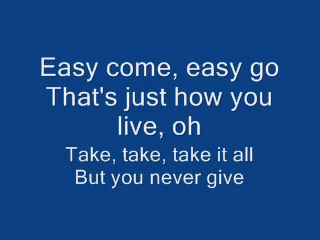 Easy come, easy go
That's just how you
live, oh
Take, take, take it all
But you never give